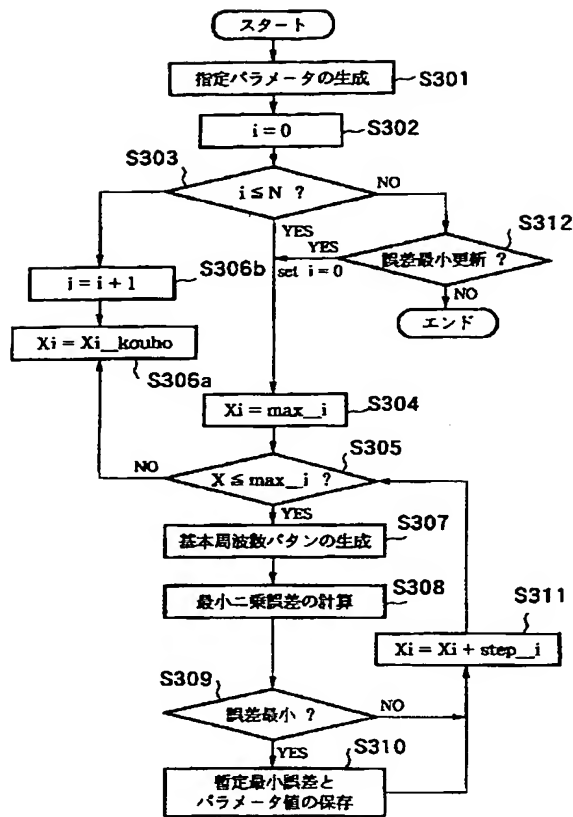 スタート
指定パラメータの生成
S301
i = 0
S302
S303
i ≦ N ?
NO
YES
S312
YES
誤差最小更新 ?
set i=0
i = i + 1
S306b
NO
エンド
Xi = Xi__koubo
S306a
Xi = max__i
S304
S305
NO
X ≦ max__i ?
YES
基本周波数パタンの生成
S307
最小二乗誤差の計算
S308
S311
Xi = Xi + step__i
S309
誤差最小 ?
NO
YES
S310
暫定最小誤差と
パラメータ値の保存